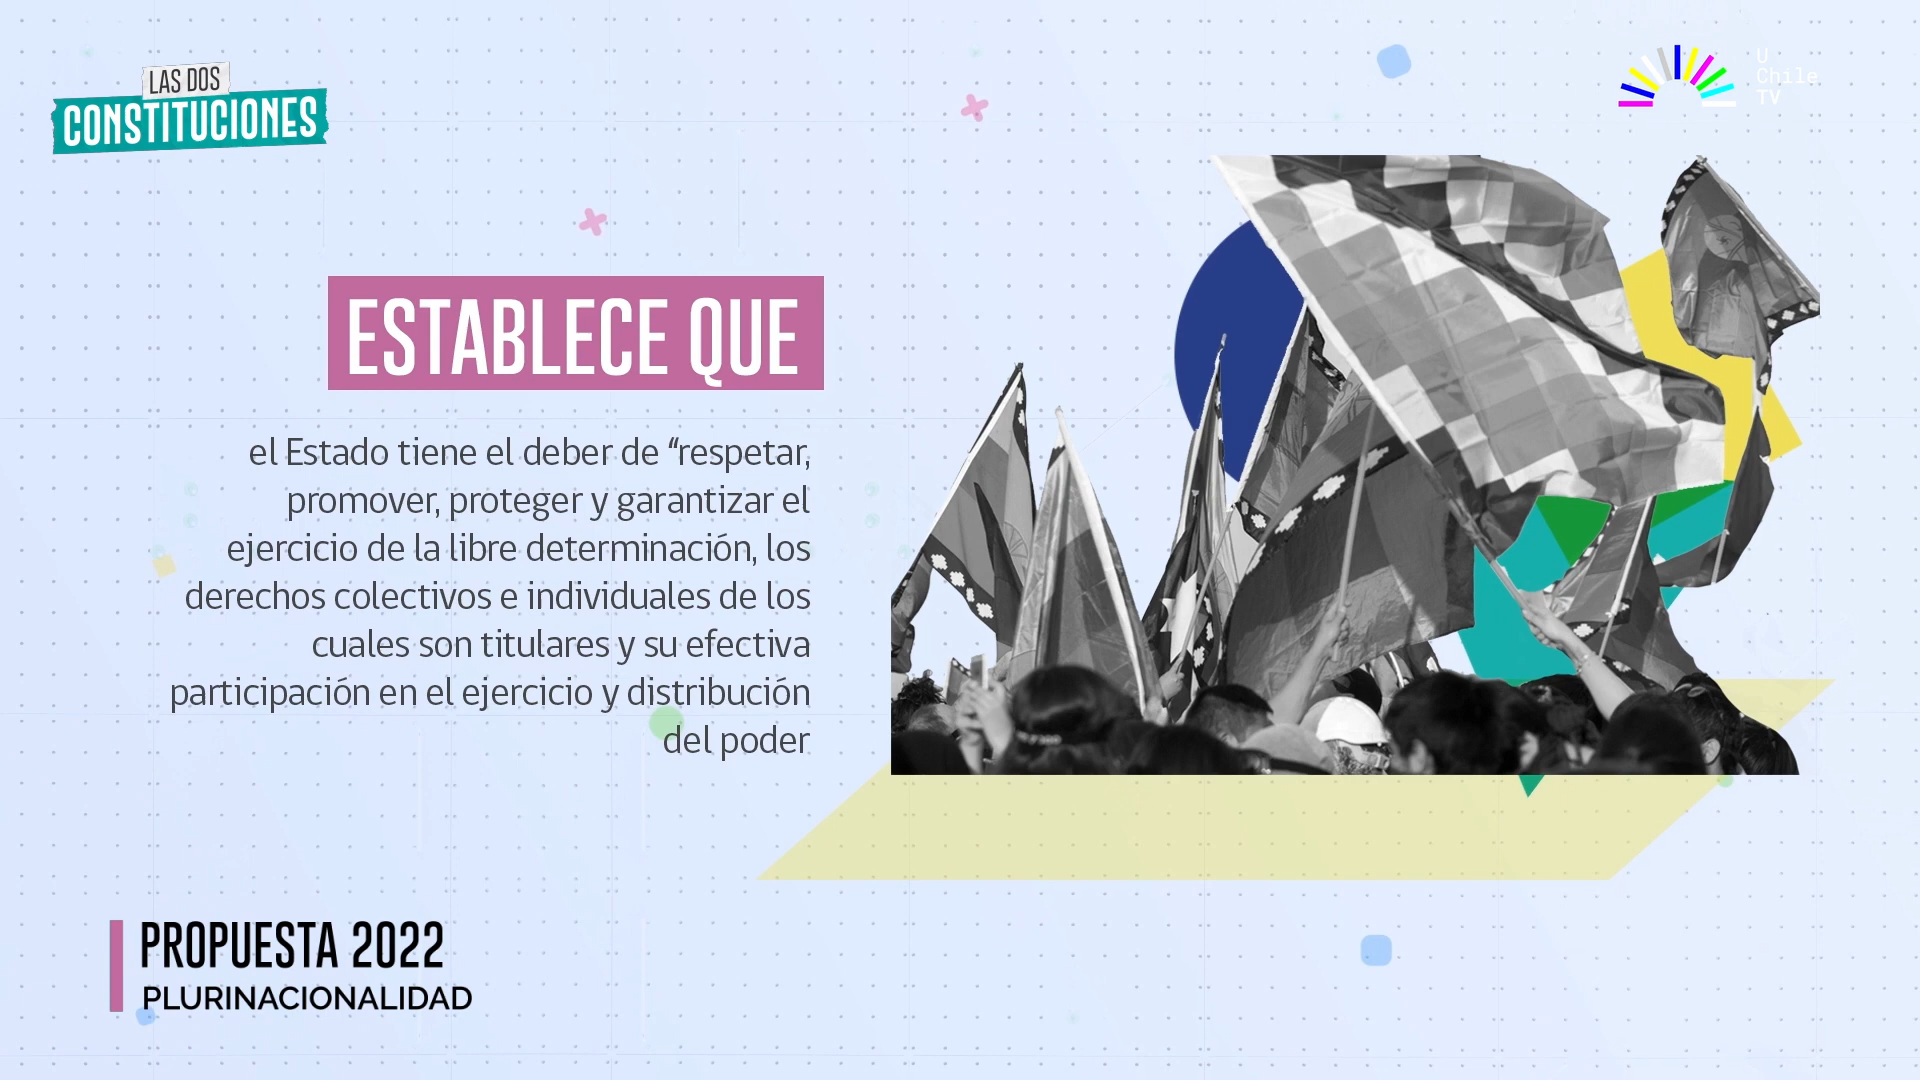 LAS DOS
CONSTITUCIONES
U
Chile
TV
ESTABLECE QUE
el Estado tiene el deber de “respetar,
promover, proteger y garantizar el
ejercicio de la libre determinación, los
derechos colectivos e individuales de los
cuales son titulares y su efectiva
participación en el ejercicio y distribución
del poder
PROPUESTA 2022
PLURINACIONALIDAD